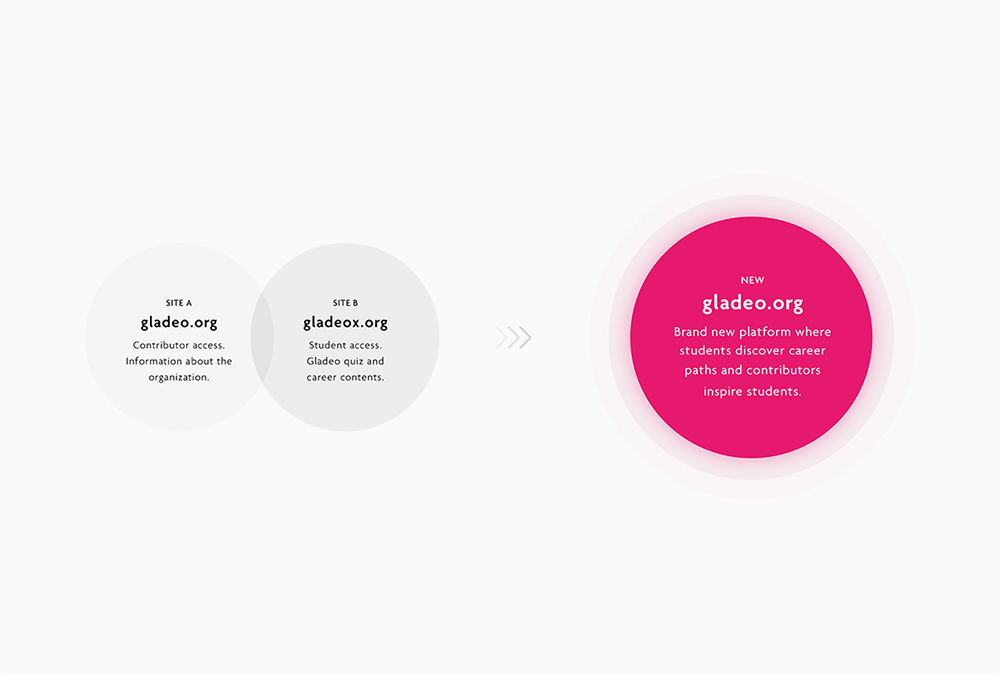 SITE A
gladeo.org
Contributor access.
Information about the
organization.
SITE B
gladeox.org
Student access.
Gladeo quiz and
career contents.
NEW
gladeo.org
Brand new platform where
students discover career
paths and contributors
inspire students.